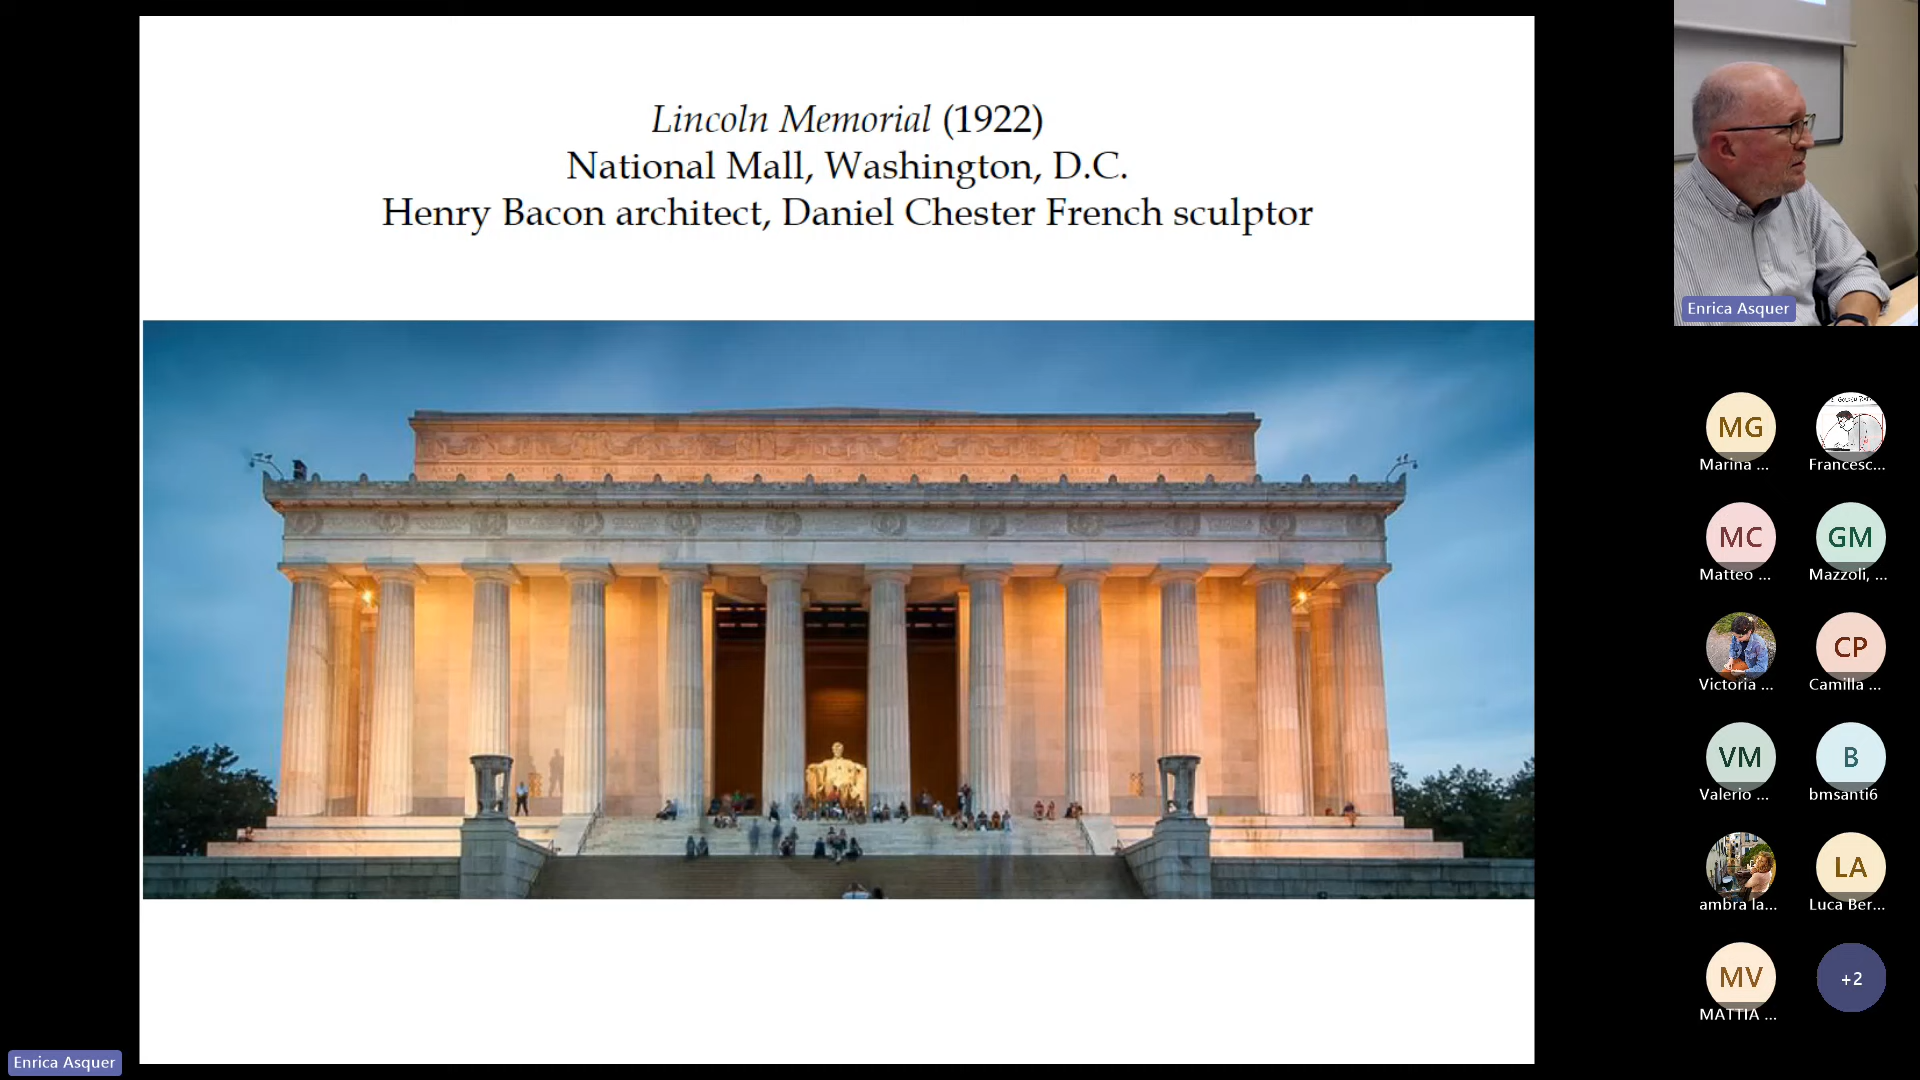 Lincoln Memorial (1922)
National Mall, Washington, D.C.
Henry Bacon architect, Daniel Chester French sculptor
Enrica Asquer
MG
Marina ...
Francesc...
MC
Matteo ...
GM
Mazzoli, ...
Victoria ...
CP
Camilla ...
VM
Valerio ...
B
bmsanti6
ambra la...
LA
Luca Ber...
MV
MATTIA ...
+2
Enrica Asquer